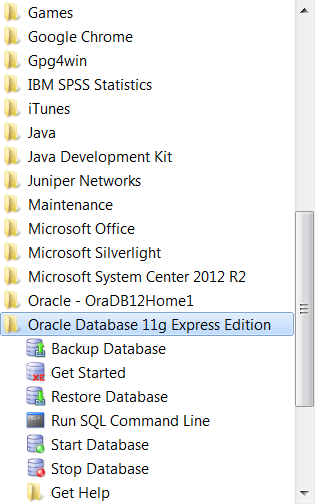 Games
Google Chrome
Gpg4win
IBM SPSS Statistics
iTunes
Java
Java Development Kit
Juniper Networks
Maintenance
Microsoft Office
Microsoft Silverlight
Microsoft System Center 2012 R2
Oracle - OraDB12Home1
Oracle Database 11g Express Edition
Backup Database
Get Started
Restore Database
Run SQL Command Line
Start Database
Stop Database
Get Help